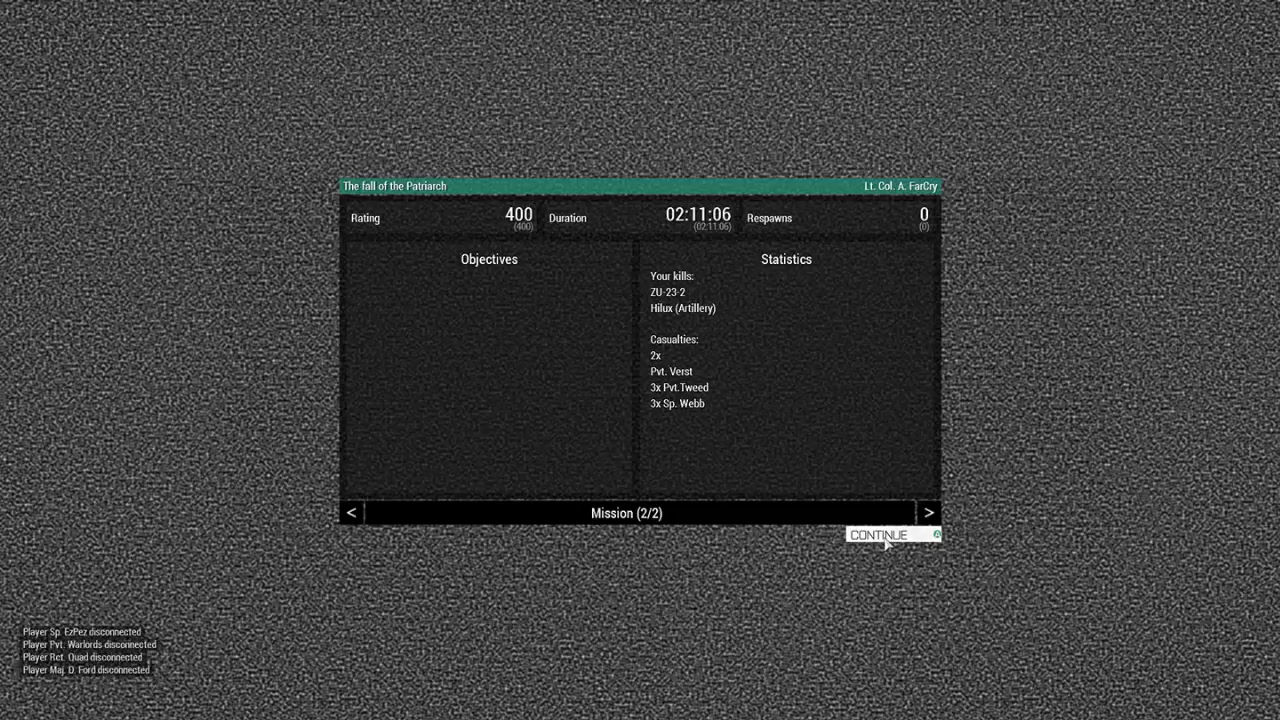 The fall of the Patriarch Lt. Col. A. FarCry
Rating 400 (400) Duration 02:11:06 (02:11:06) Respawns 0 (0)
Objectives
Statistics
Your kills:
ZU-23-2
Hilux (Artillery)
Casualties:
2x
Pvt. Verst
3x Pvt.Tweed
3x Sp. Webb
< Mission (2/2) >
CONTINUE A
Player Sp. EzPez disconnected
Player Pvt. Warlords disconnected
Player Rct. Quad disconnected
Player Maj. D. Ford disconnected